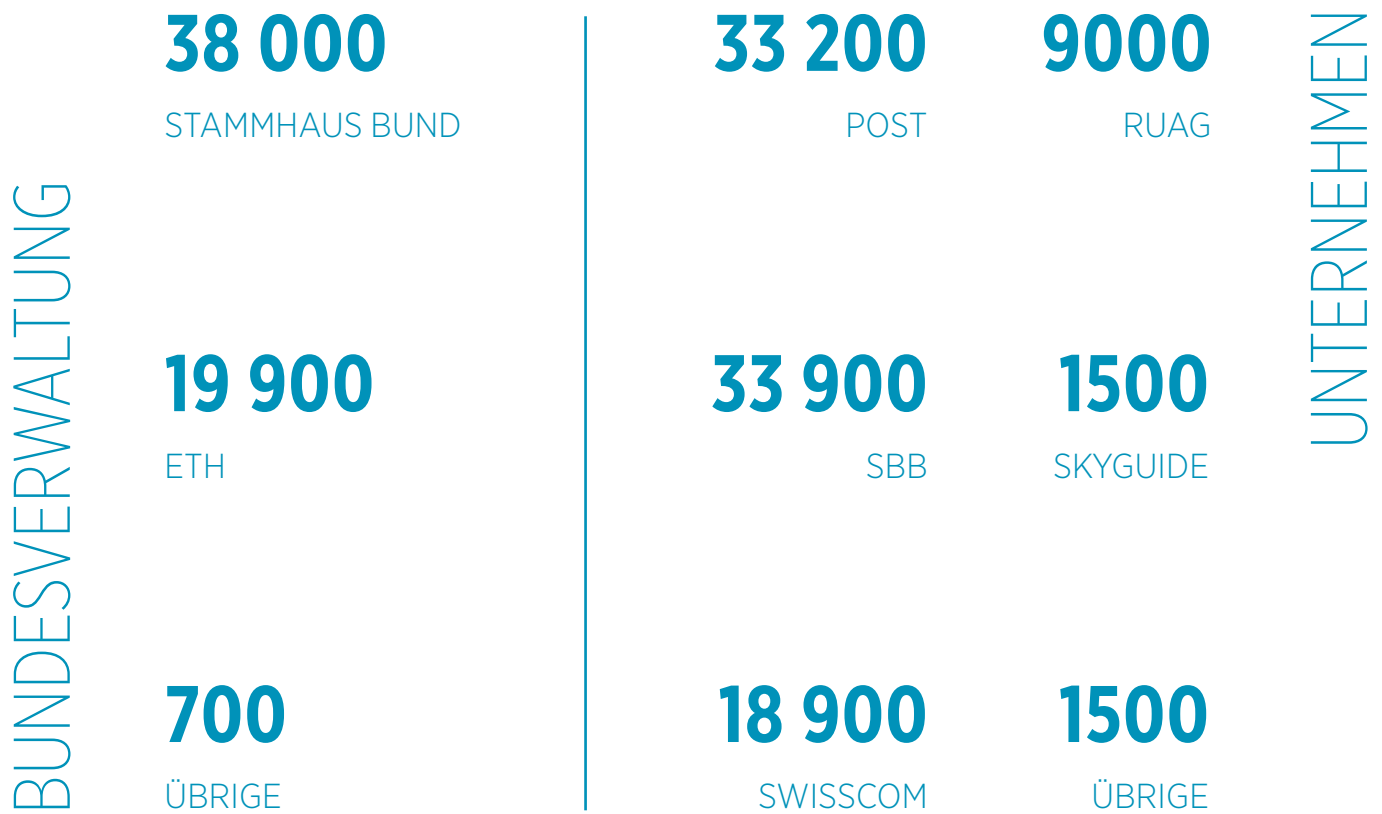 BUNDESVERWALTUNG
38 000
STAMMHAUS BUND
19 900
ETH
700
ÜBRIGE
33 200
POST
33 900
SBB
18 900
SWISSCOM
9000
RUAG
1500
SKYGUIDE
1500
ÜBRIGE
UNTERNEHMEN